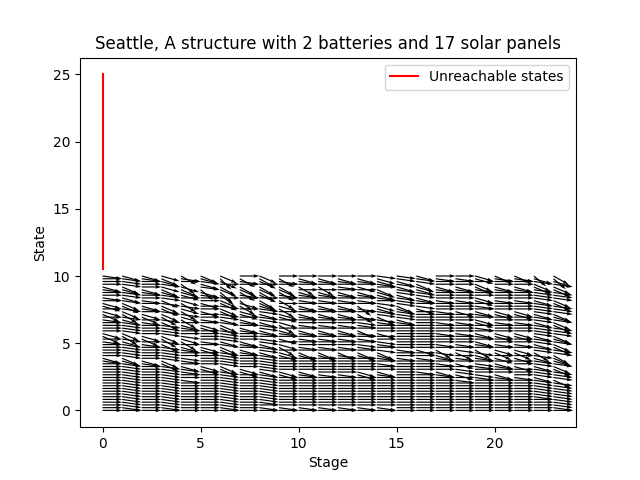 Seattle, A structure with 2 batteries and 17 solar panels
Unreachable states
25
20
15
10
5
0
State
0 5 10 15 20
Stage